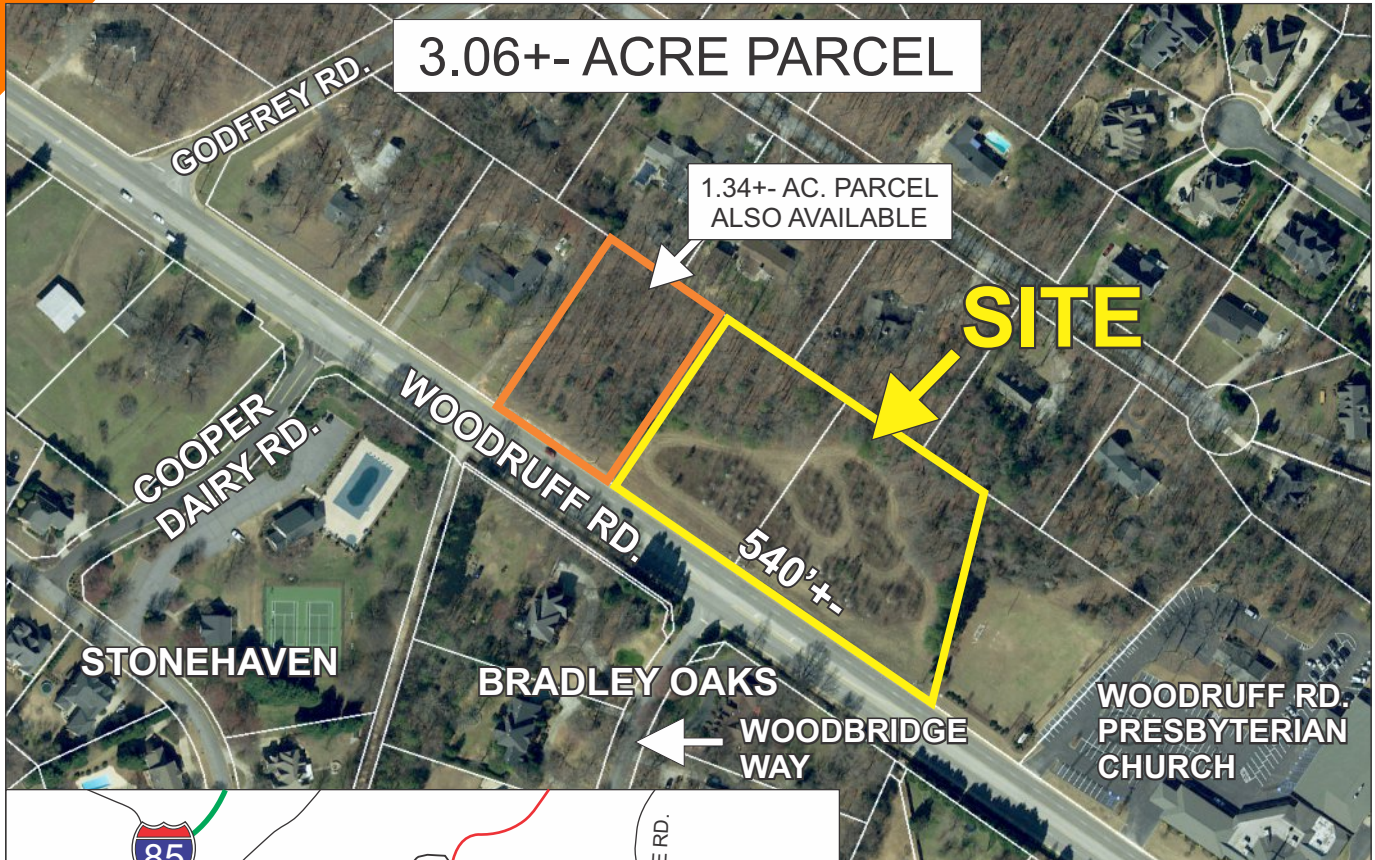 3.06+- ACRE PARCEL
GODFREY RD.
1.34+- AC. PARCEL
ALSO AVAILABLE
SITE
WOODRUFF RD.
COOPER
DAIRY RD.
540'+-
STONEHAVEN
BRADLEY OAKS
WOODBRIDGE
WAY
WOODRUFF RD.
PRESBYTERIAN
CHURCH
85
E RD.